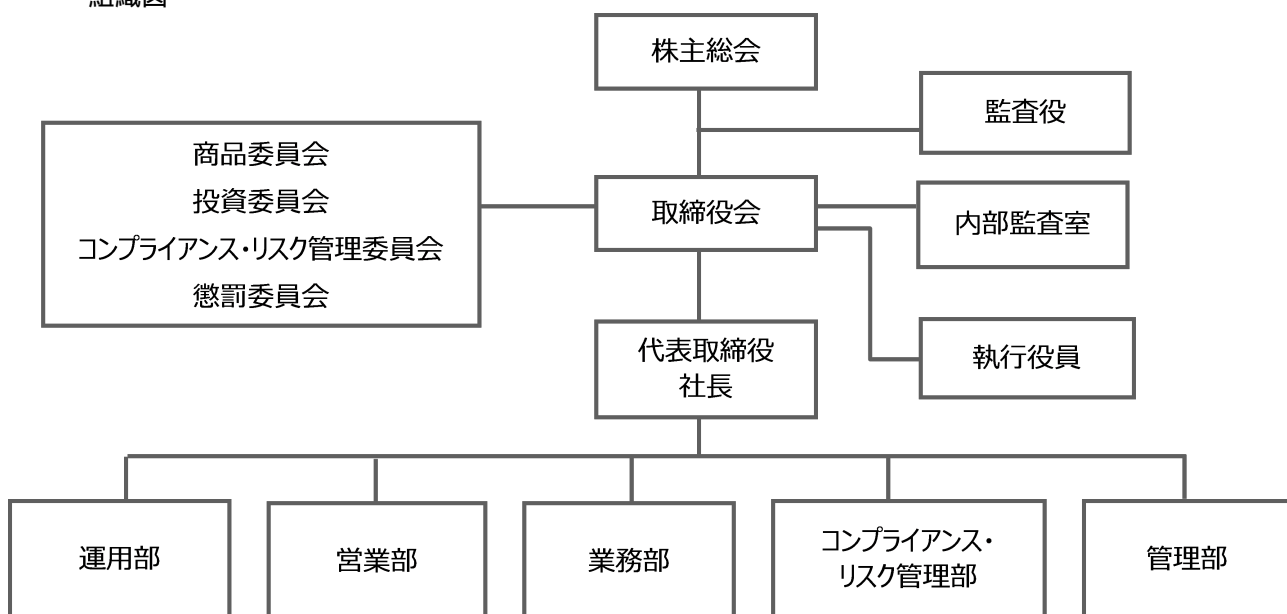 組織図
株主総会
監査役
商品委員会
投資委員会
コンプライアンス・リスク管理委員会
懲罰委員会
取締役会
内部監査室
代表取締役
社長
執行役員
運用部
営業部
業務部
コンプライアンス・
リスク管理部
管理部